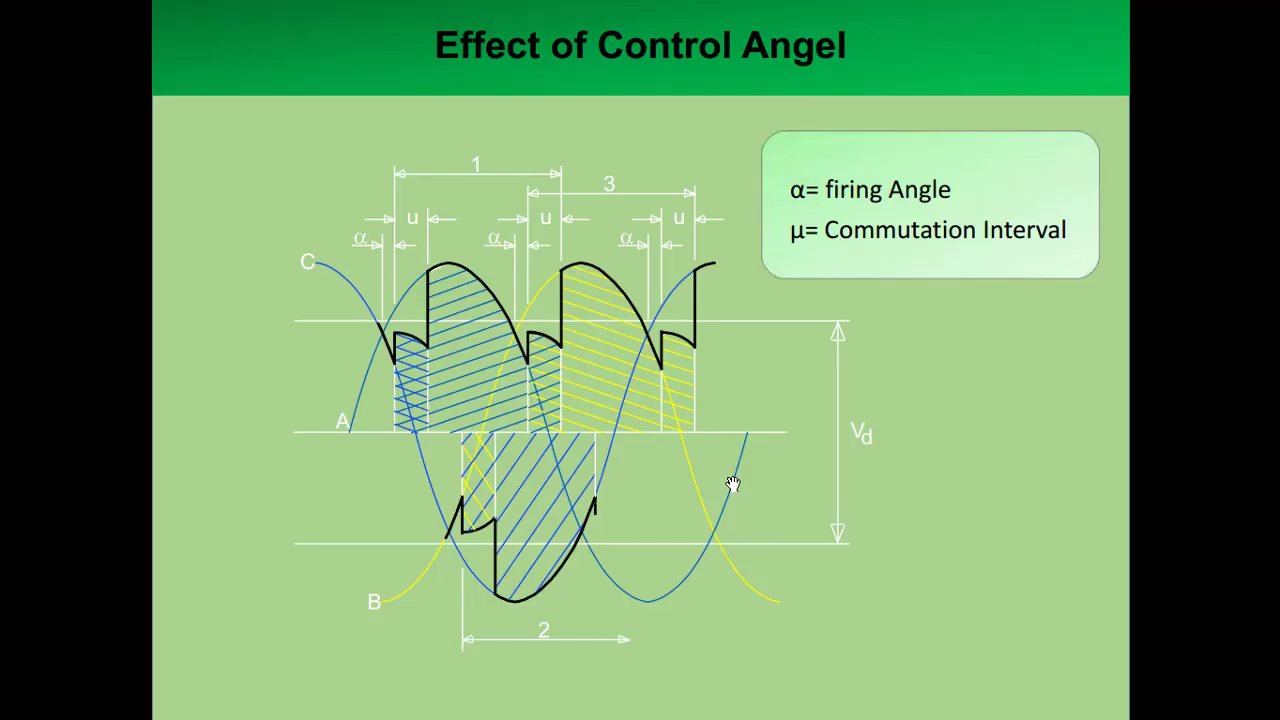 Effect of Control Angel
α= firing Angle
μ= Commutation Interval
1
3
u u u
α α α
C
A
Vd
B
2